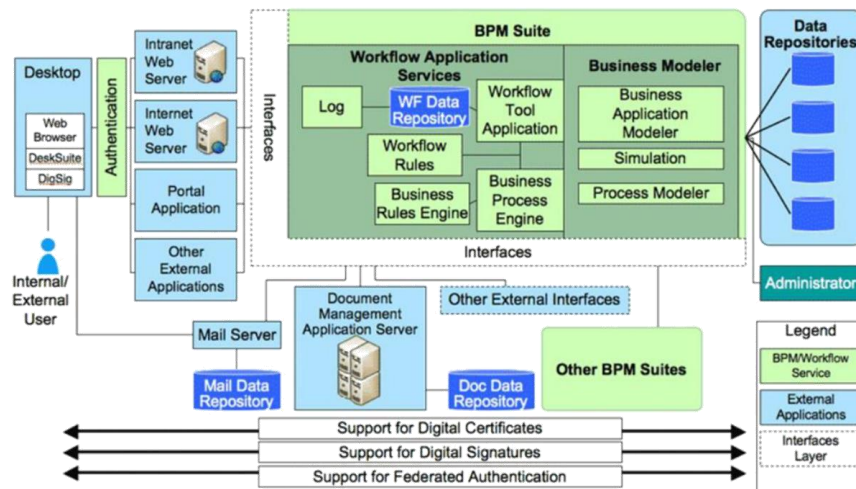 Desktop
Web
Browser
DeskSuite
DigSig
Internal/
External
User
Authentication
Intranet
Web
Server
Internet
Web
Server
Portal
Application
Other
External
Applications
Interfaces
BPM Suite
Workflow Application
Services
Log
WF Data
Repository
Workflow
Tool
Application
Workflow
Rules
Business
Rules Engine
Business
Process
Engine
Business Modeler
Business
Application
Modeler
Simulation
Process Modeler
Interfaces
Data
Repositories
Administrator
Mail Server
Mail Data
Repository
Document
Management
Application Server
Doc Data
Repository
Other External Interfaces
Other BPM Suites
Legend
BPM/Workflow
Service
External
Applications
Interfaces
Layer
Support for Digital Certificates
Support for Digital Signatures
Support for Federated Authentication